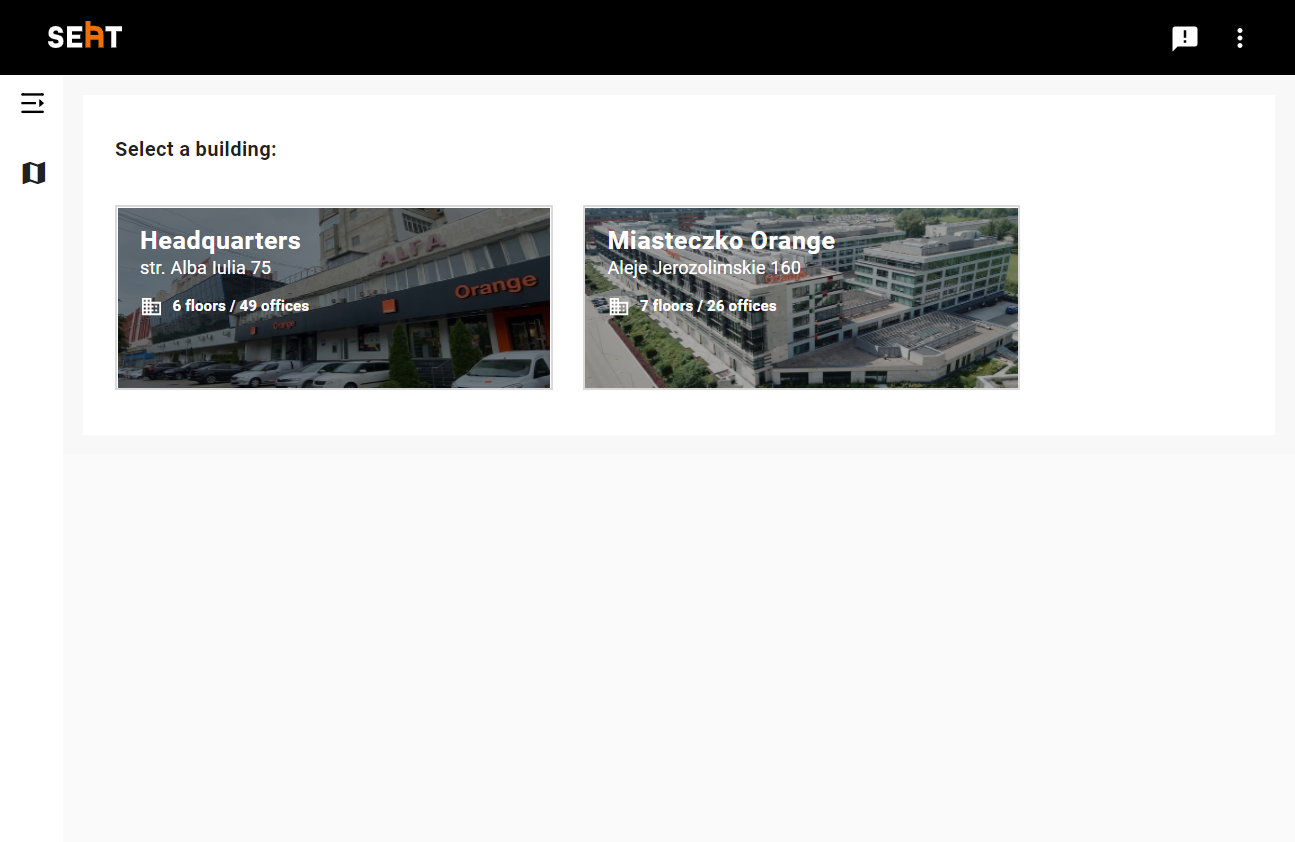 SEAT
Select a building:
Headquarters
str. Alba Iulia 75
6 floors / 49 offices
ALFA
Orange
Orange
Miasteczko Orange
Aleje Jerozolimskie 160
7 floors / 26 offices